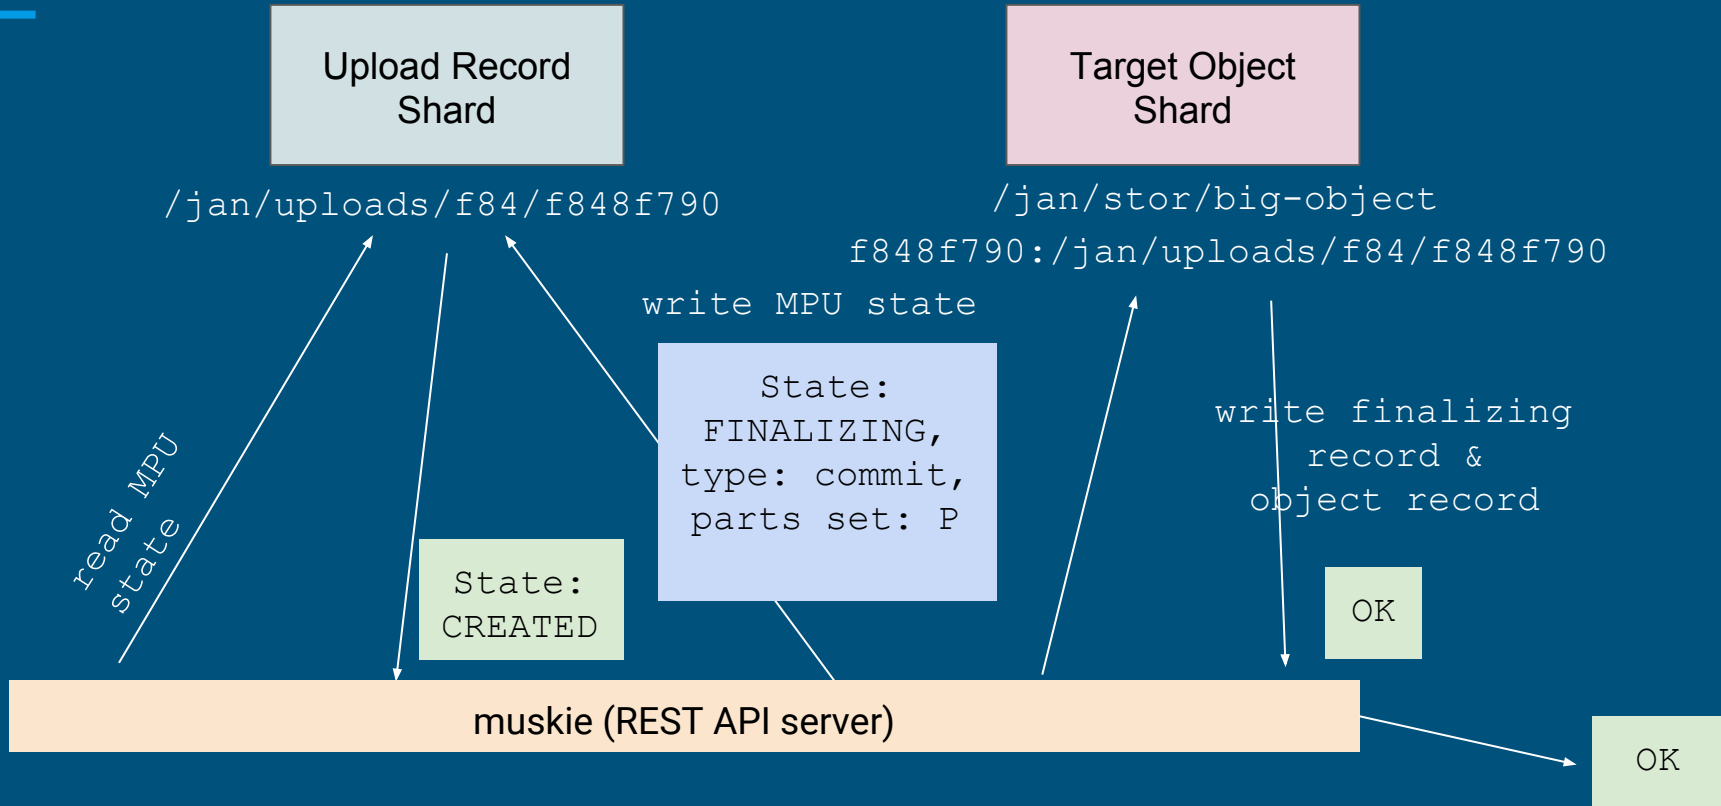 Upload Record
Shard
Target Object
Shard
/jan/uploads/f84/f848f790
/jan/stor/big-object
f848f790:/jan/uploads/f84/f848f790
write MPU state
State:
FINALIZING,
type: commit,
parts set: P
read MPU
state
State:
CREATED
write finalizing
record &
object record
OK
muskie (REST API server)
OK